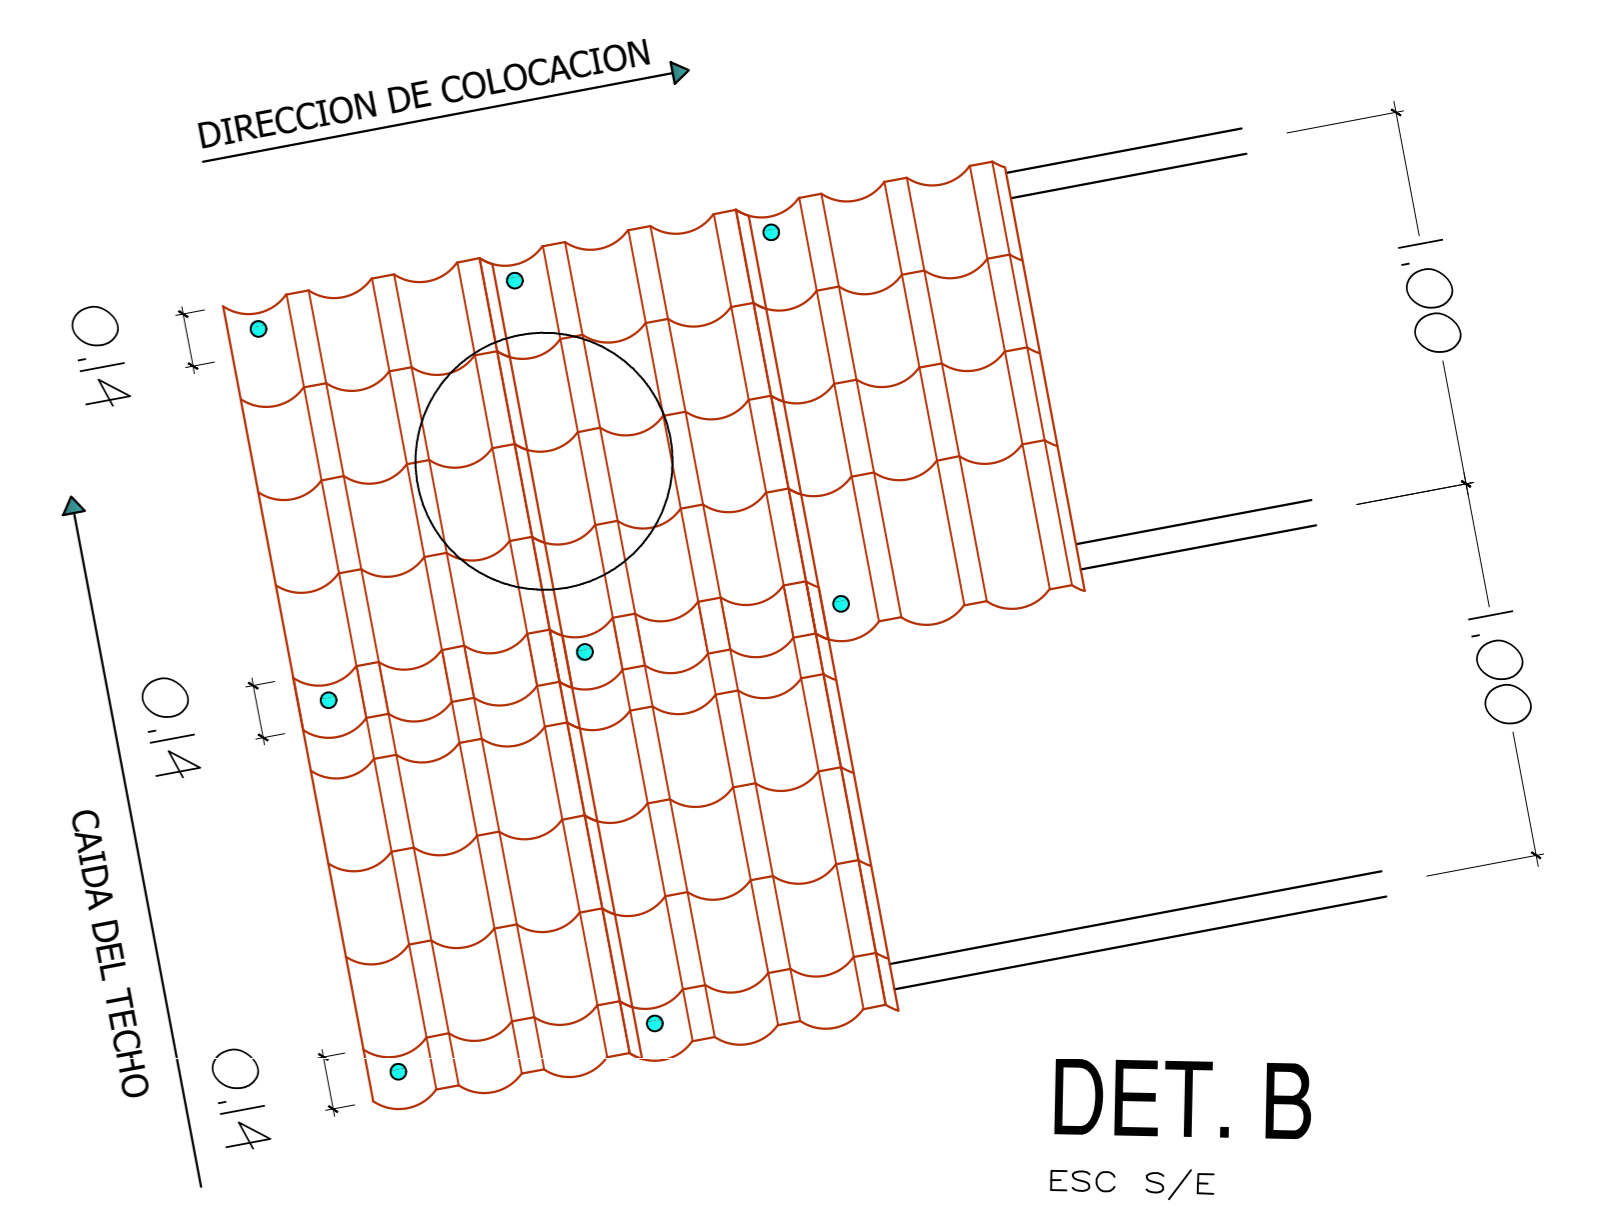 DIRECCION DE COLOCACION
0.14
1.00
0.14
1.00
CAIDA DEL TECHO
0.14
DET. B
ESC S/E